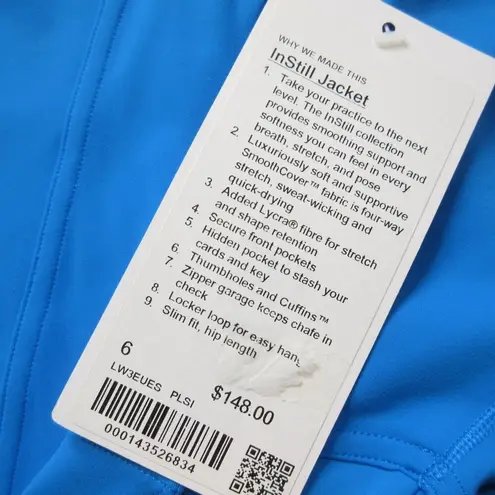 WHY WE MADE THIS
InStill Jacket
1. Take your practice to the next
level. The InStill collection
provides smoothing support and
softness you can feel in every
breath, stretch, and pose
2. Luxuriously soft and supportive
SmoothCover™ fabric is four-way
stretch, sweat-wicking and
quick-drying
3. Added Lycra® fibre for stretch
and shape retention
4. Secure front pockets
5. Hidden pocket to stash your
cards and key
6. Thumbholes and Cuffins™
7. Zipper garage keeps chafe in
check
8. Locker loop for easy hang
9. Slim fit, hip length
6
LW3EUES PLSI $148.00
000143526834